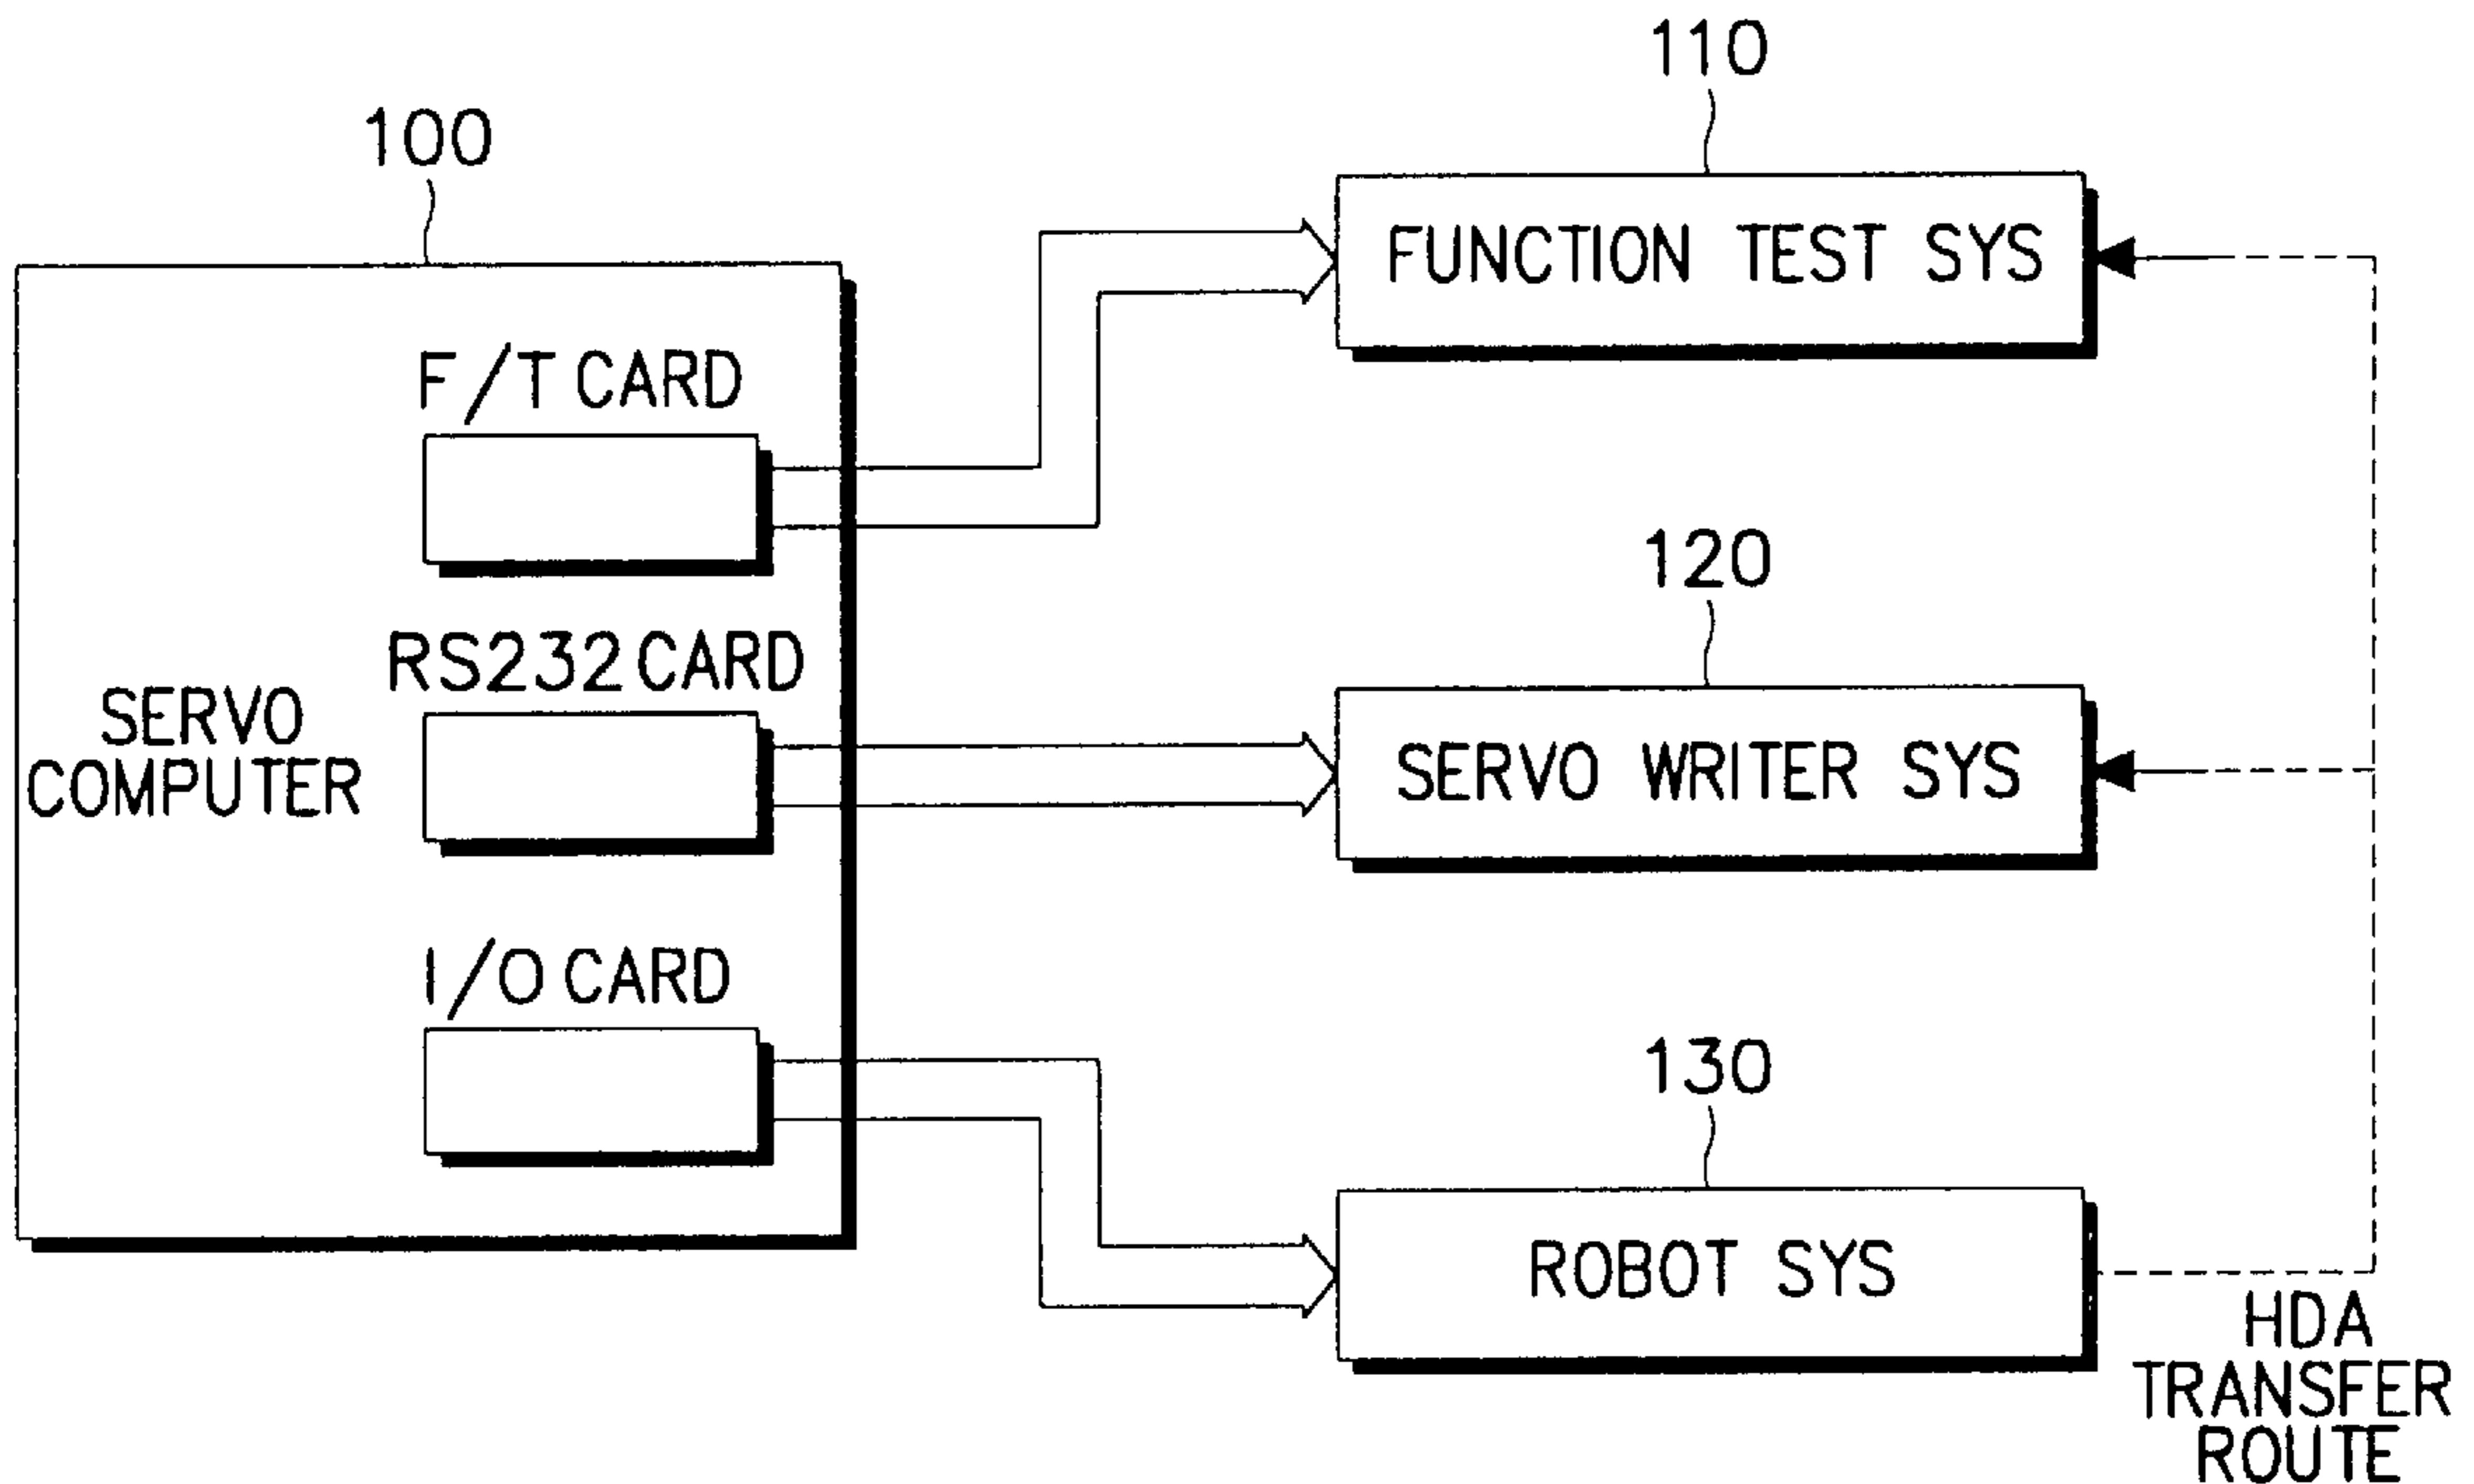 100
F/T CARD
RS232 CARD
SERVO
COMPUTER
I/O CARD
110
FUNCTION TEST SYS
120
SERVO WRITER SYS
130
ROBOT SYS
HDA
TRANSFER
ROUTE